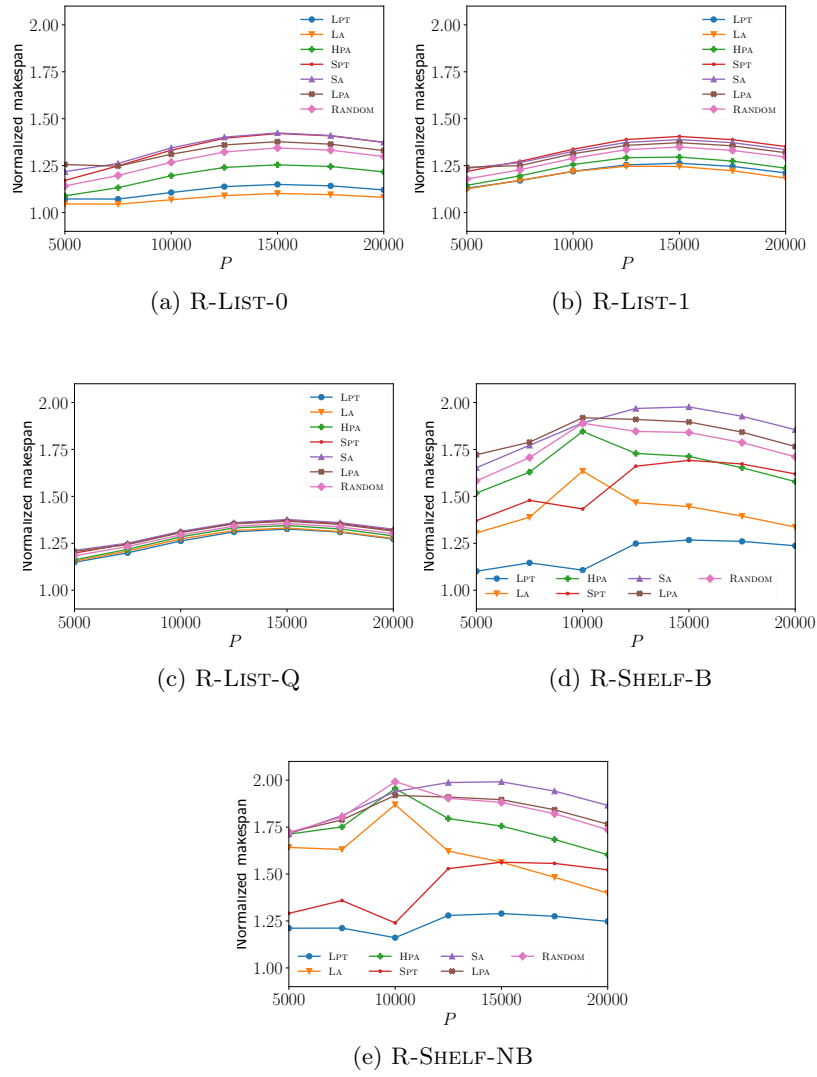 2.00
1.75
1.50
1.25
1.00
Normalized makespan
5000 10000 15000 20000
P
LPT
LA
HPA
SPT
SA
LPA
RANDOM
(a) R-LIST-0
2.00
1.75
1.50
1.25
1.00
Normalized makespan
5000 10000 15000 20000
P
LPT
LA
HPA
SPT
SA
LPA
RANDOM
(b) R-LIST-1
2.00
1.75
1.50
1.25
1.00
Normalized makespan
5000 10000 15000 20000
P
LPT
LA
HPA
SPT
SA
LPA
RANDOM
(c) R-LIST-Q
2.00
1.75
1.50
1.25
1.00
Normalized makespan
5000 10000 15000 20000
P
LPT HPA SA RANDOM
LA SPT LPA
(d) R-SHELF-B
2.00
1.75
1.50
1.25
1.00
Normalized makespan
5000 10000 15000 20000
P
LPT HPA SA RANDOM
LA SPT LPA
(e) R-SHELF-NB